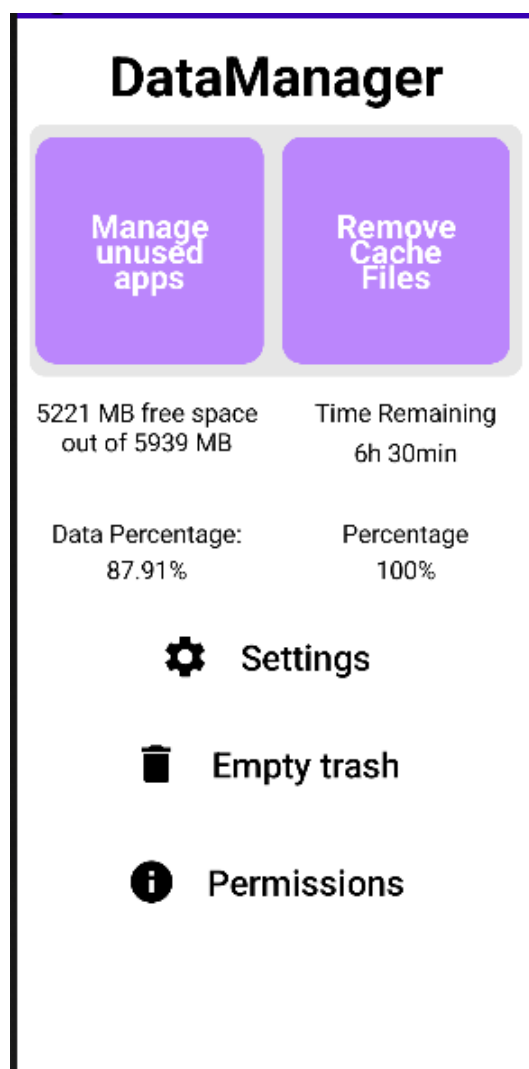 DataManager
Manage
unused
apps
Remove
Cache
Files
5221 MB free space
out of 5939 MB
Time Remaining
6h 30min
Data Percentage:
87.91%
Percentage
100%
Settings
Empty trash
Permissions